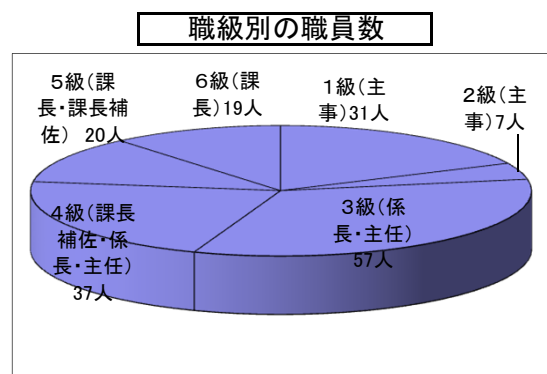 職級別の職員数
５級（課
長・課長補
佐） 20人
６級（課
長）19人
１級（主
事）31人
２級（主
事）7人
３級（係
長・主任）
57人
４級（課長
補佐・係
長・主任）
37人